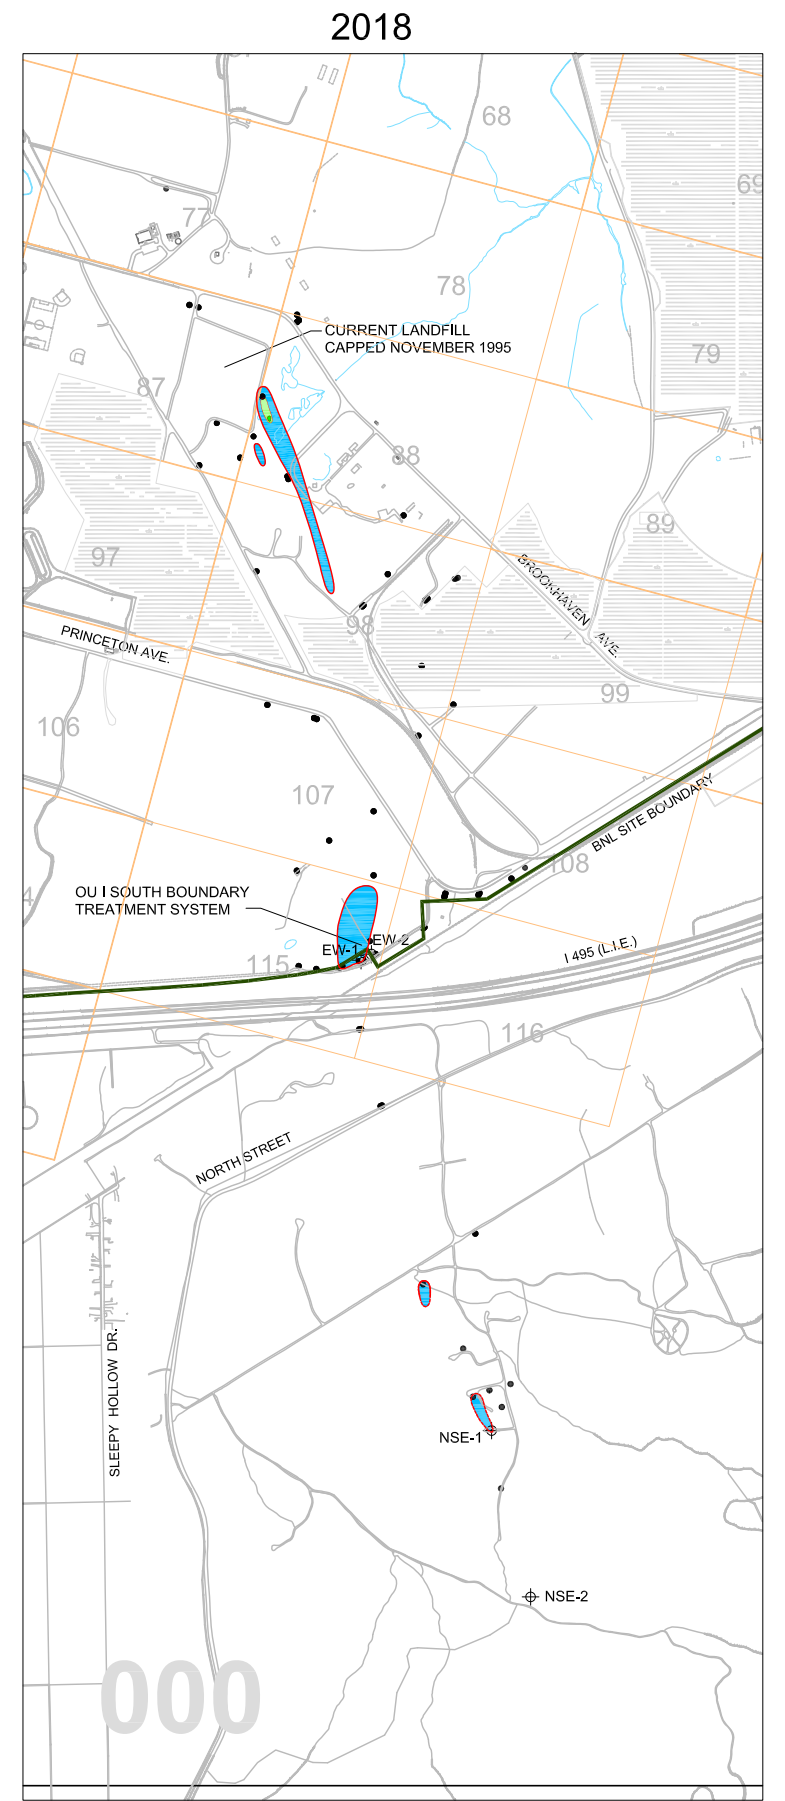 2018
68
69
77
78
CURRENT LANDFILL
CAPPED NOVEMBER 1995
79
87
88
89
97
BROOKHAVEN AVE.
98
PRINCETON AVE.
99
106
107
BNL SITE BOUNDARY
108
OU I SOUTH BOUNDARY
TREATMENT SYSTEM
EW-2
EW-1
I 495 (L.I.E.)
115
116
NORTH STREET
SLEEPY HOLLOW DR.
NSE-1
NSE-2
000